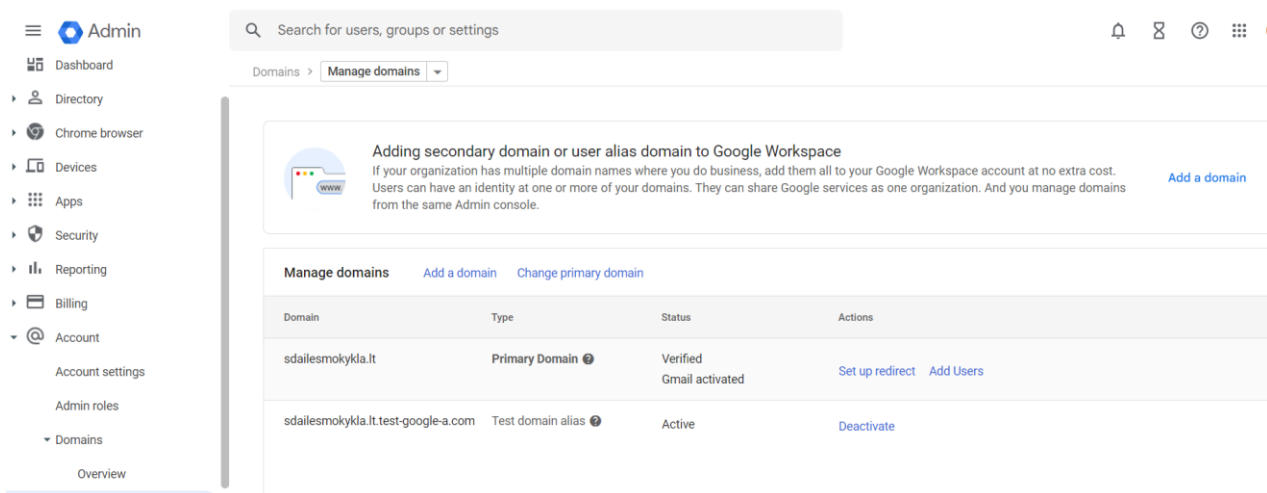 Admin
Search for users, groups or settings
Dashboard
Directory
Chrome browser
Devices
Apps
Security
Reporting
Billing
Account
Account settings
Admin roles
Domains
Overview
Domains > Manage domains
Adding secondary domain or user alias domain to Google Workspace
If your organization has multiple domain names where you do business, add them all to your Google Workspace account at no extra cost.
Users can have an identity at one or more of your domains. They can share Google services as one organization. And you manage domains
from the same Admin console.
www.
Add a domain
Manage domains Add a domain Change primary domain
Domain Type Status Actions
sdailesmokykla.lt Primary Domain Verified
Gmail activated
Set up redirect Add Users
sdailesmokykla.lt.test-google-a.com Test domain alias Active Deactivate